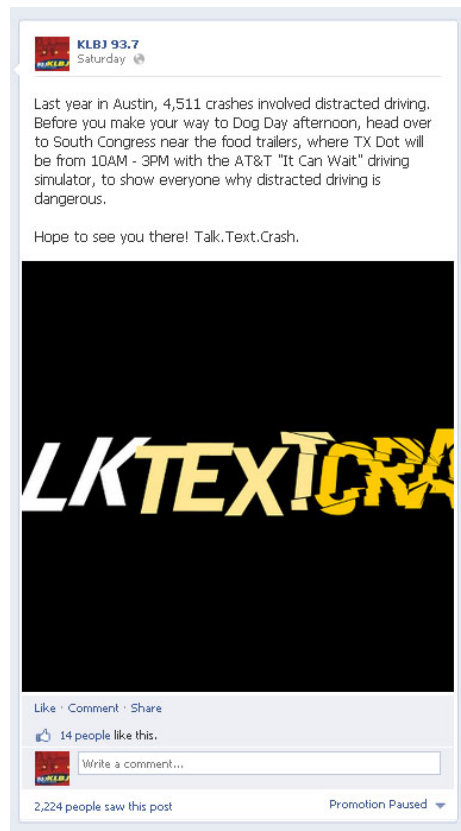 KLBJ 93.7
Saturday
Last year in Austin, 4,511 crashes involved distracted driving.
Before you make your way to Dog Day afternoon, head over
to South Congress near the food trailers, where TX Dot will
be from 10AM - 3PM with the AT&T "It Can Wait" driving
simulator, to show everyone why distracted driving is
dangerous.
Hope to see you there! Talk.Text.Crash.
LKTEXTCRA
Like · Comment · Share
14 people like this.
Write a comment...
2,224 people saw this post
Promotion Paused